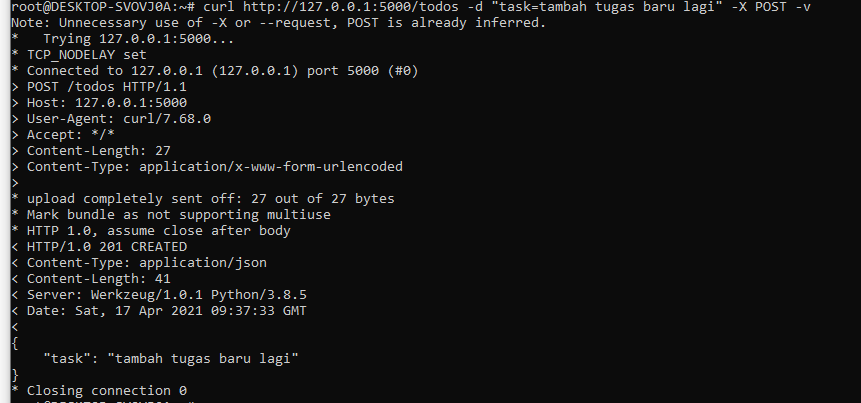 root@DESKTOP-SVOVJ0A:~# curl http://127.0.0.1:5000/todos -d "task=tambah tugas baru lagi" -X POST -v
Note: Unnecessary use of -X or --request, POST is already inferred.
*   Trying 127.0.0.1:5000...
* TCP_NODELAY set
* Connected to 127.0.0.1 (127.0.0.1) port 5000 (#0)
> POST /todos HTTP/1.1
> Host: 127.0.0.1:5000
> User-Agent: curl/7.68.0
> Accept: */*
> Content-Length: 27
> Content-Type: application/x-www-form-urlencoded
>
* upload completely sent off: 27 out of 27 bytes
* Mark bundle as not supporting multiuse
* HTTP 1.0, assume close after body
< HTTP/1.0 201 CREATED
< Content-Type: application/json
< Content-Length: 41
< Server: Werkzeug/1.0.1 Python/3.8.5
< Date: Sat, 17 Apr 2021 09:37:33 GMT
<
{
    "task": "tambah tugas baru lagi"
}
* Closing connection 0